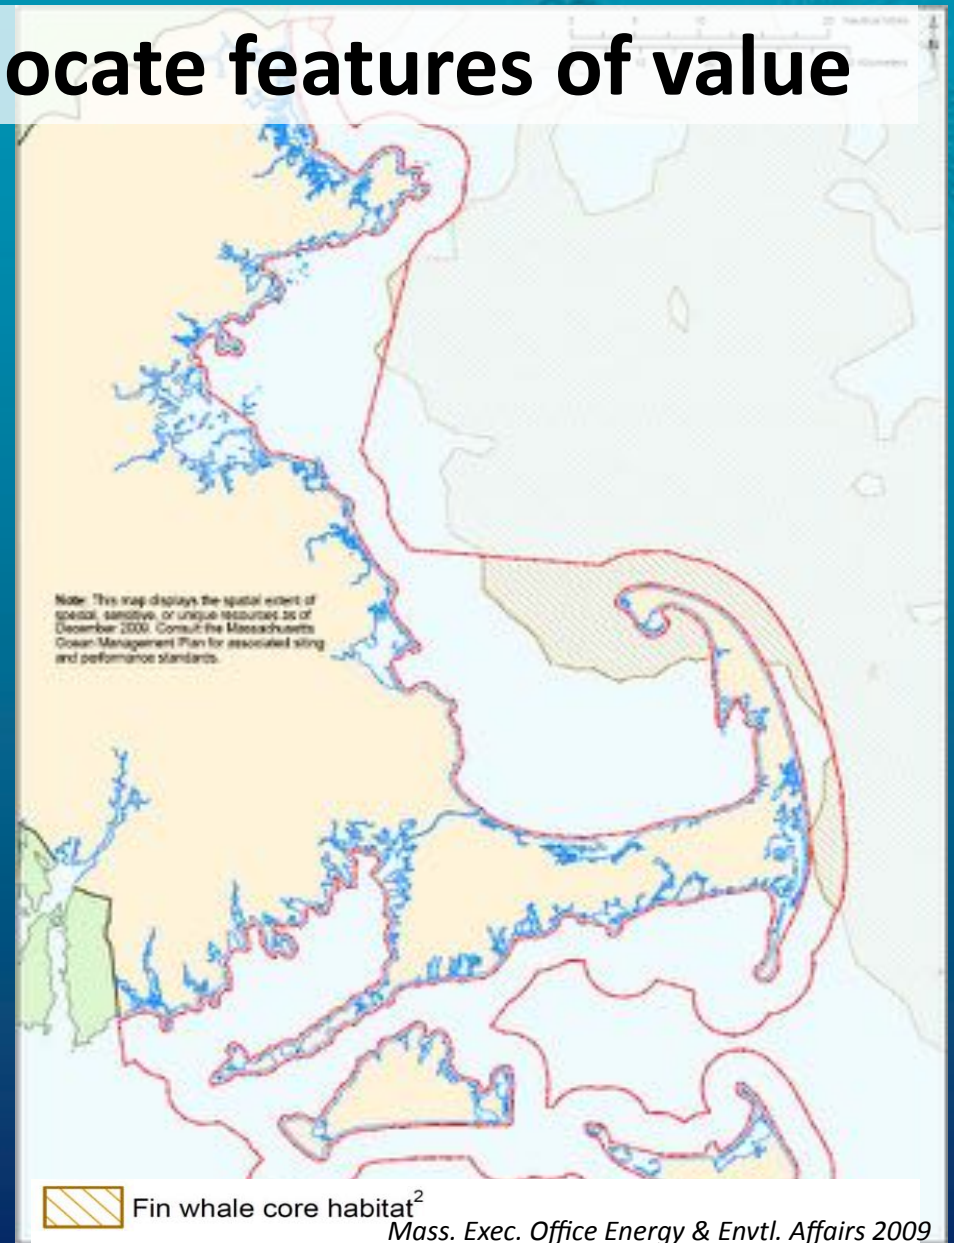 ocate features of value
Note: This map displays the spatial extent of
special, sensitive, or unique resources as of
December 2009. Consult the Massachusetts
Ocean Management Plan for associated siting
and performance standards.
Fin whale core habitat2
Mass. Exec. Office Energy & Envtl. Affairs 2009